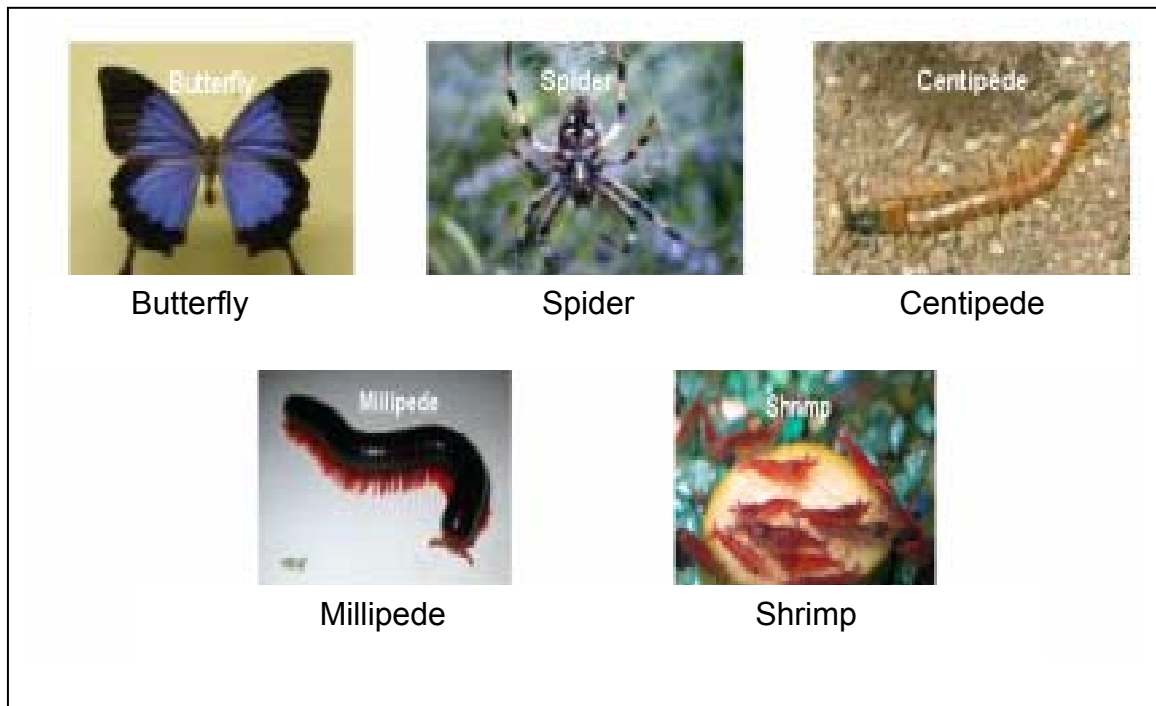 Butterfly
Spider
Centipede
Butterfly
Spider
Centipede
Millipede
Shrimp
Millipede
Shrimp